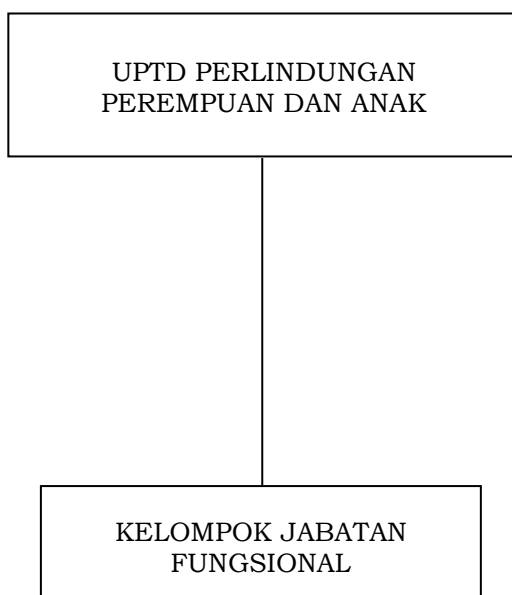 UPTD PERLINDUNGAN
PEREMPUAN DAN ANAK
KELOMPOK JABATAN
FUNGSIONAL